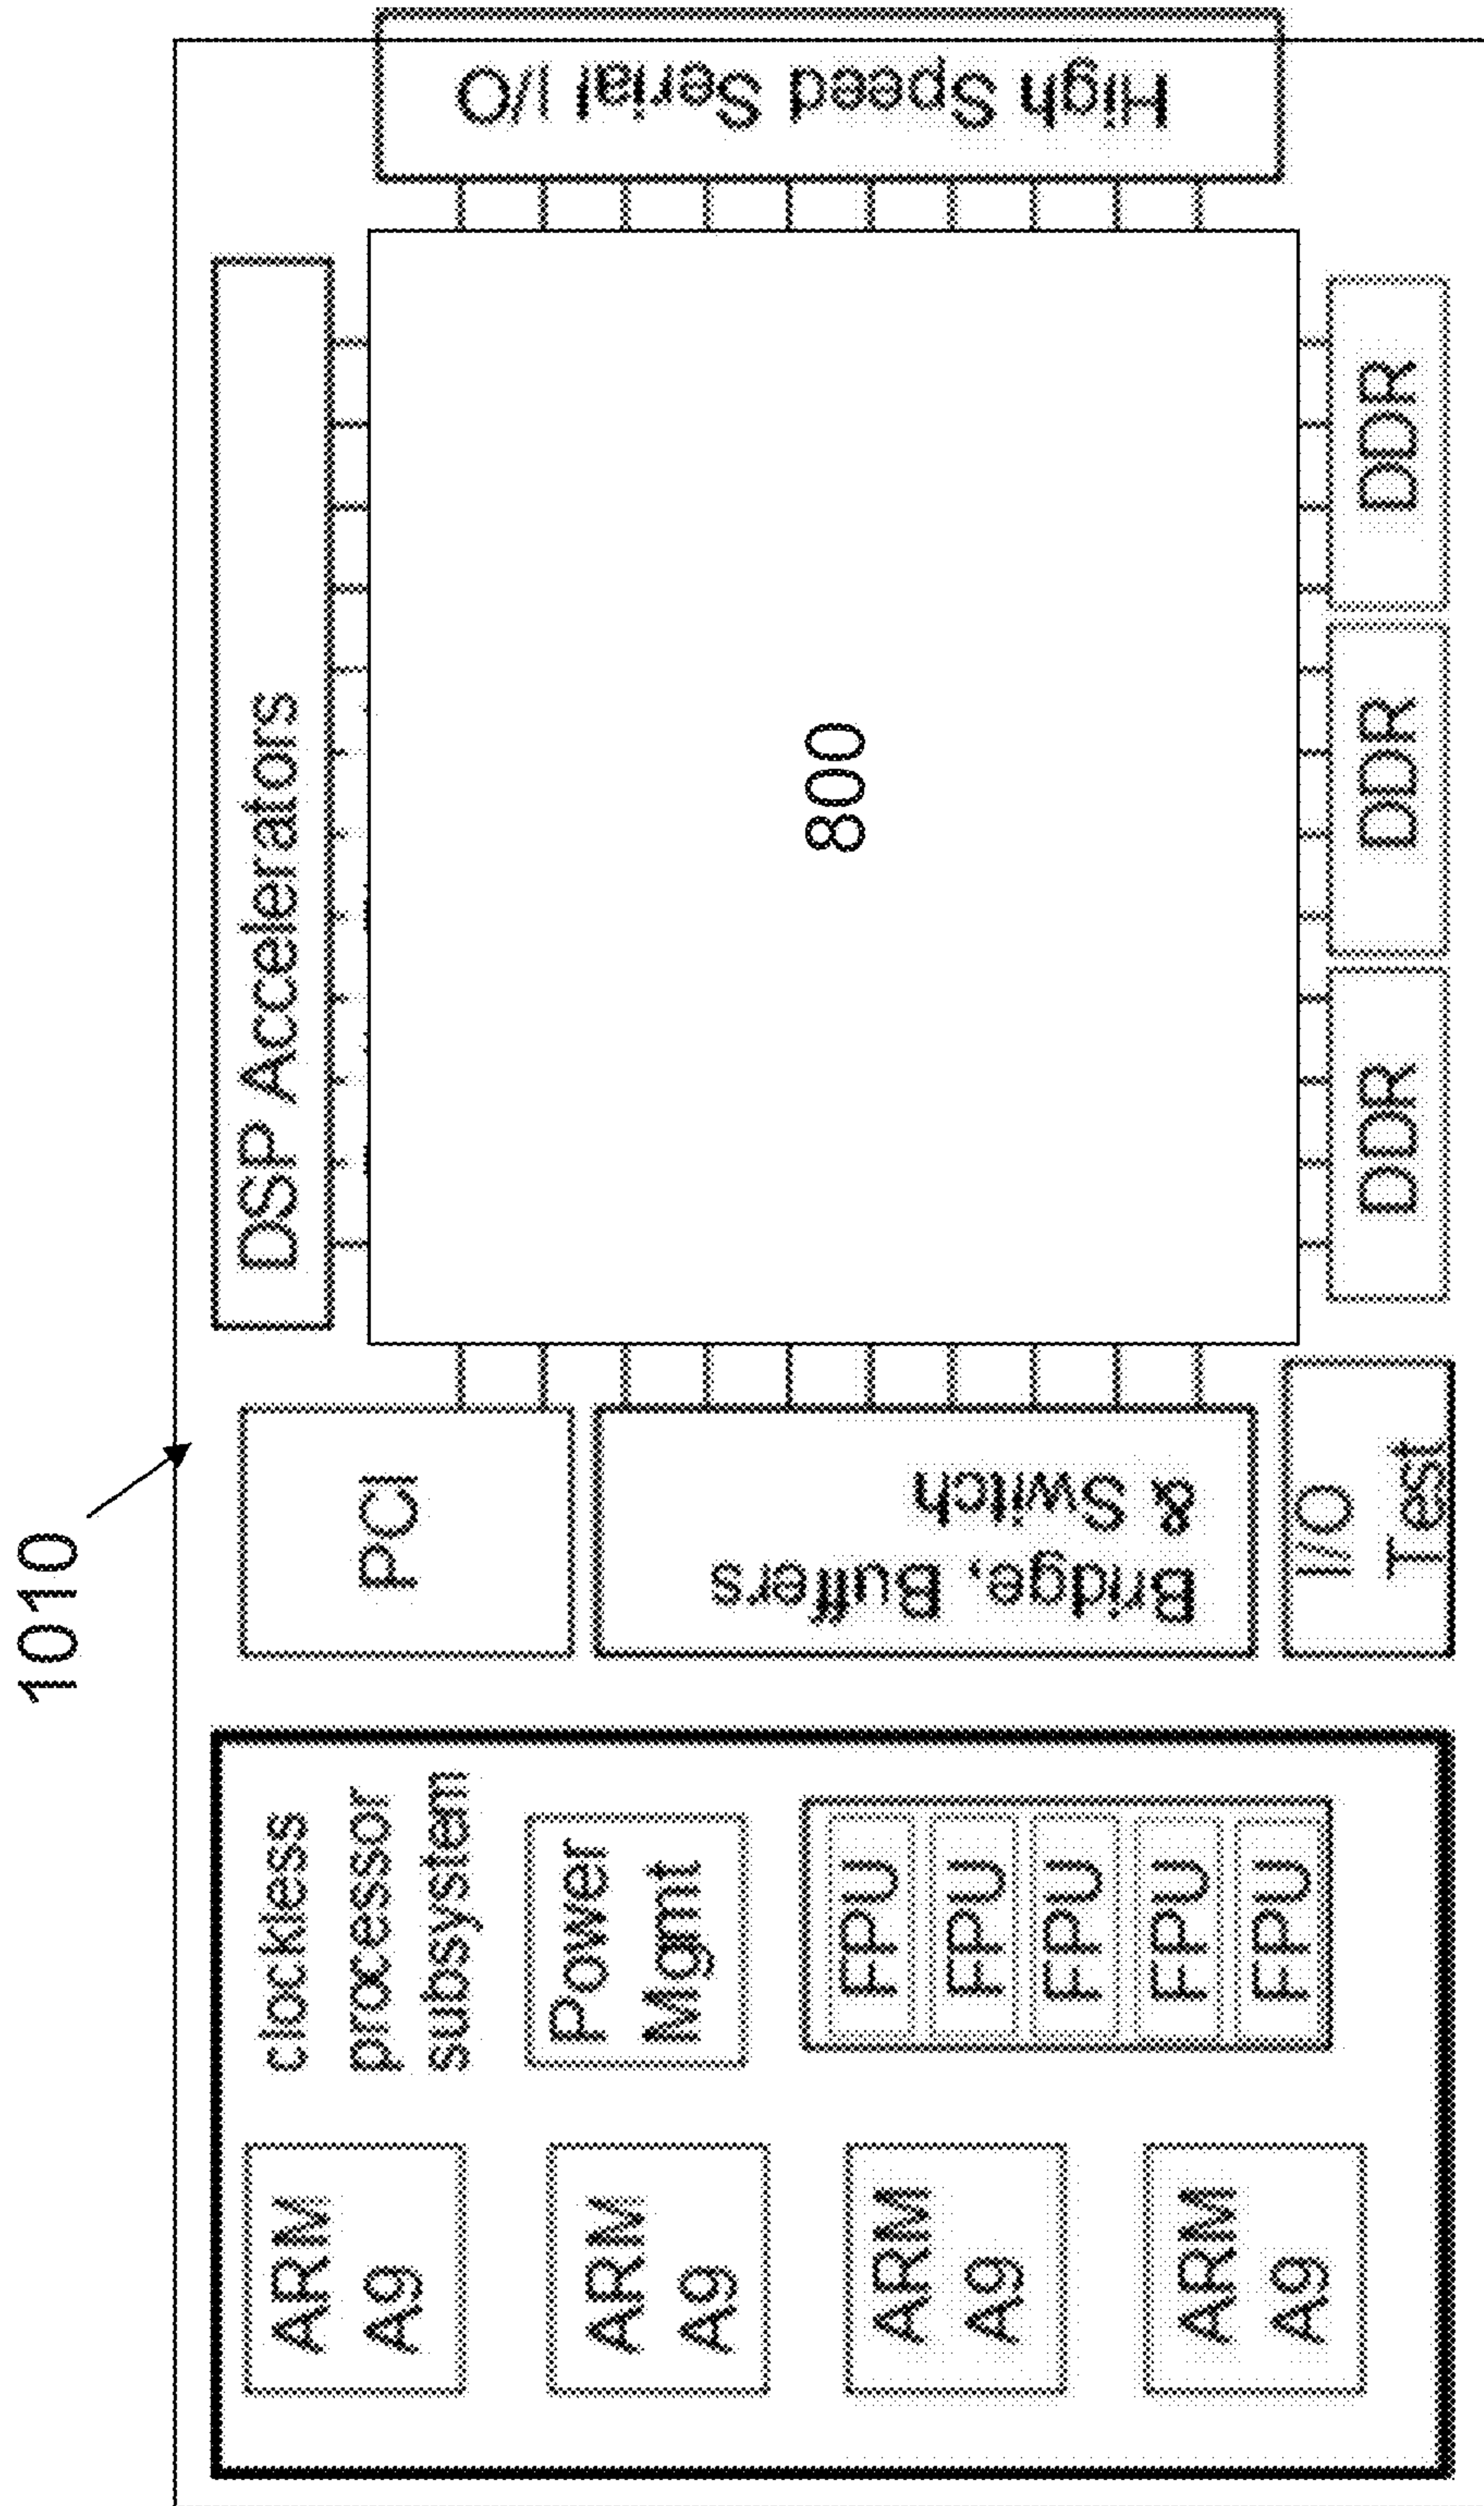 1010
clockless
processor
subsystem
ARM
A9
ARM
A9
ARM
A9
ARM
A9
Power
Mgmt
FPU
FPU
FPU
FPU
FPU
PCI
Bridge, Buffers
& Switch
I/O
Test
DSP Accelerators
800
DDR
DDR
DDR
High Speed Serial I/O